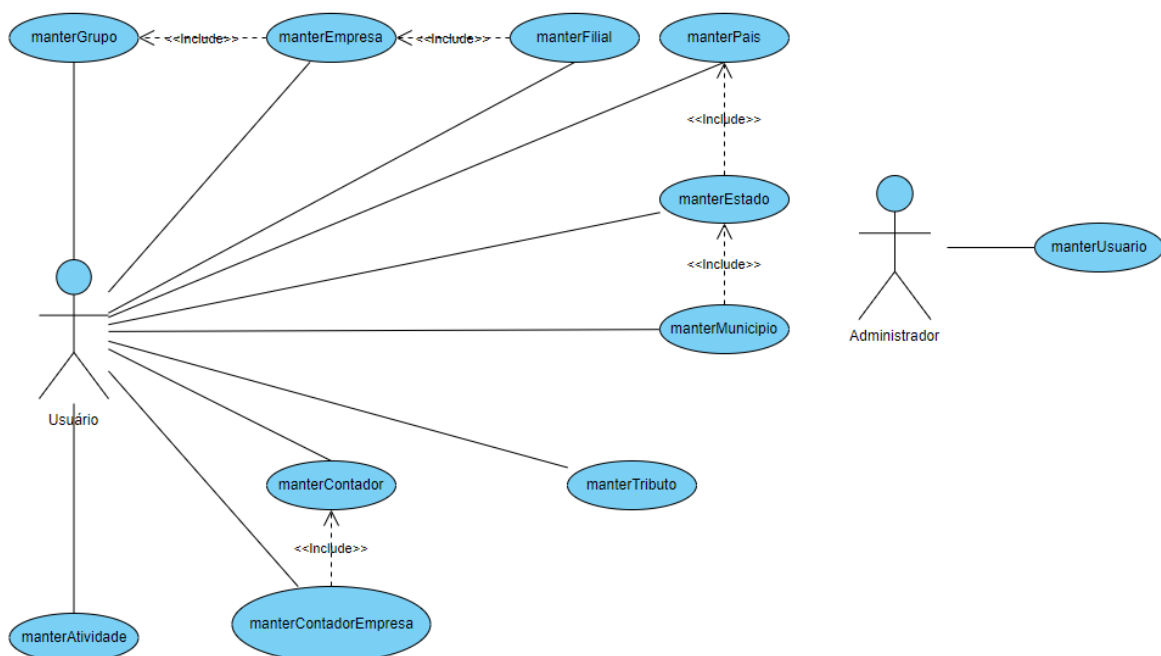 manterGrupo
<<Include>>
manterEmpresa
<<Include>>
manterFilial
manterPais
<<Include>>
manterEstado
<<Include>>
manterMunicipio
Administrador
manterUsuario
Usuário
manterContador
manterTributo
<<Include>>
manterContadorEmpresa
manterAtividade